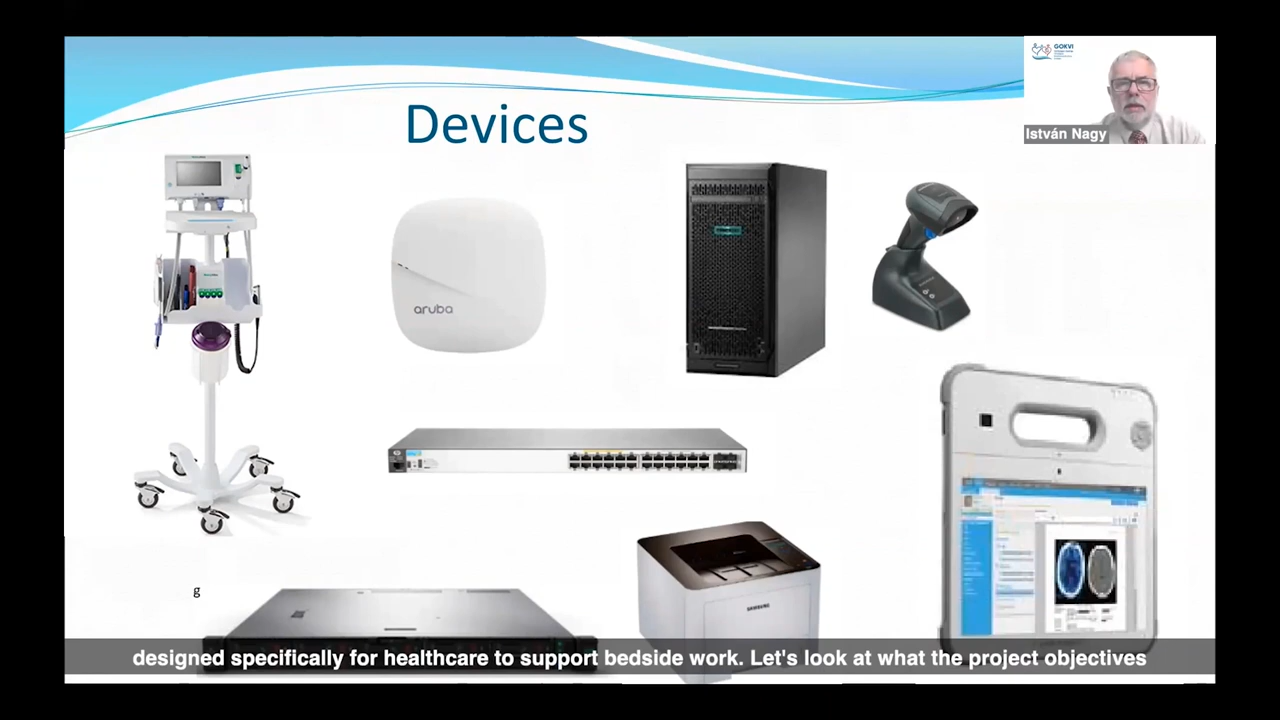 GOKVI
István Nagy
Devices
aruba
g
SAMSUNG
designed specifically for healthcare to support bedside work. Let's look at what the project objectives